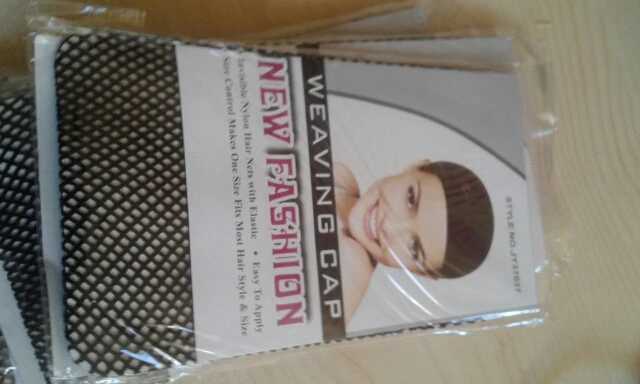 STYLE NO.JY37037
WEAVING CAP
NEW FASHION
Invisible Nylon Hair Nets with Elastic • Easy To Apply
Size Control Makes One Size Fits Most Hair Style & Size